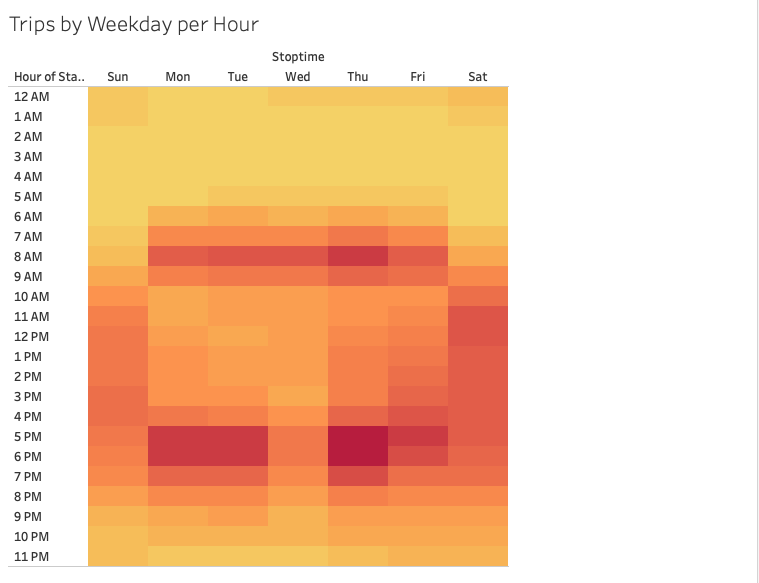 Trips by Weekday per Hour
Stoptime
Hour of Sta.. Sun Mon Tue Wed Thu Fri Sat
12 AM
1 AM
2 AM
3 AM
4 AM
5 AM
6 AM
7 AM
8 AM
9 AM
10 AM
11 AM
12 PM
1 PM
2 PM
3 PM
4 PM
5 PM
6 PM
7 PM
8 PM
9 PM
10 PM
11 PM